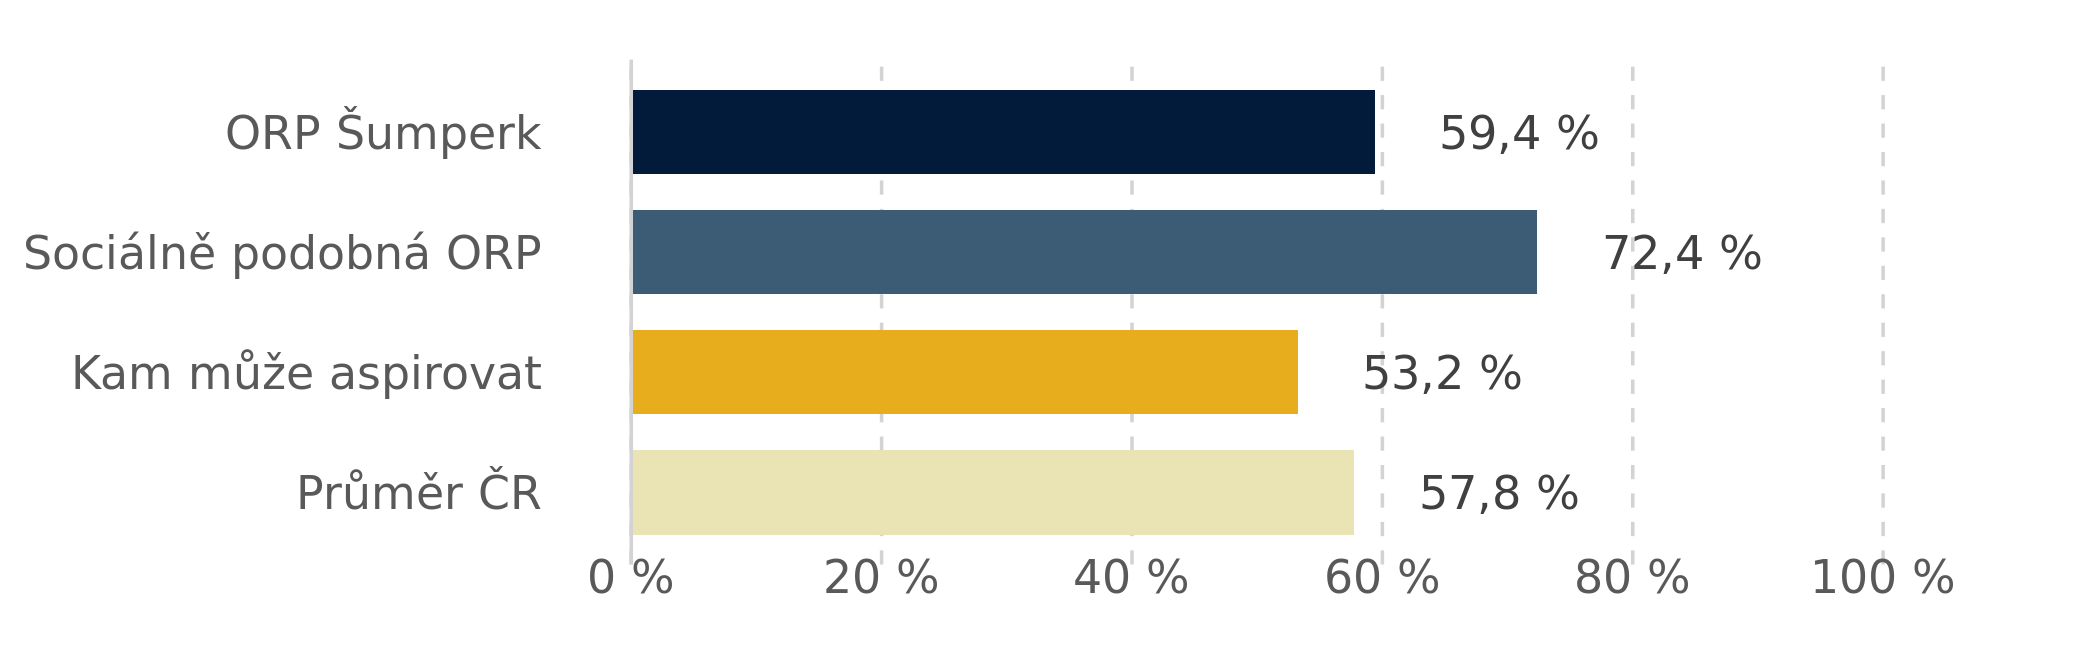 ORP Šumperk 59,4 %
Sociálně podobná ORP 72,4 %
Kam může aspirovat 53,2 %
Průměr ČR 57,8 %
0 % 20 % 40 % 60 % 80 % 100 %